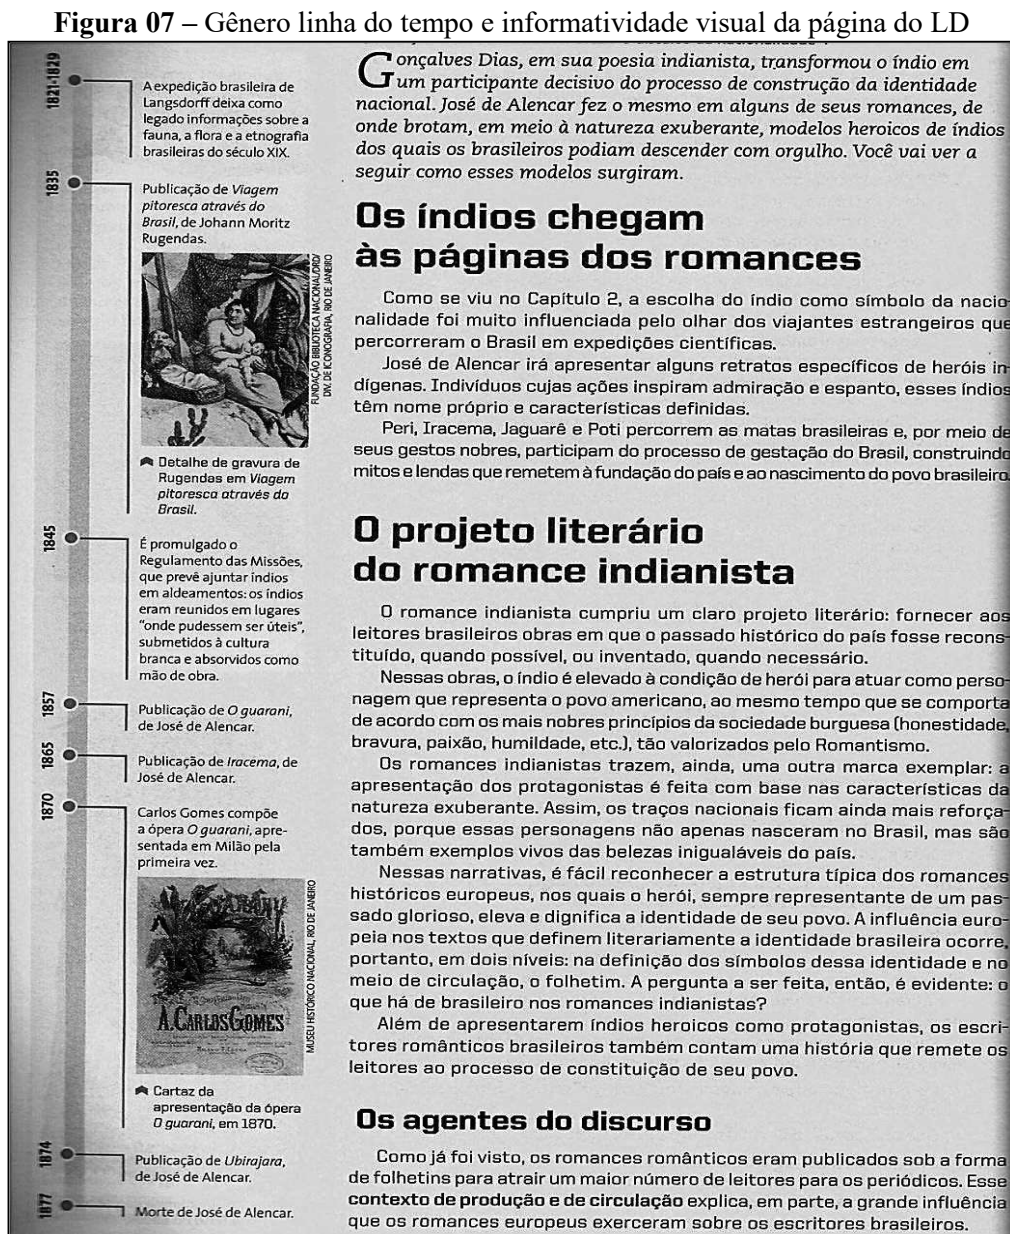 Figura 07 – Gênero linha do tempo e informatividade visual da página do LD
1821-1829
A expedição brasileira de
Langsdorff deixa como
legado informações sobre a
fauna, a flora e a etnografia
brasileiras do século XIX.
1835
Publicação de Viagem
pitoresca através do
Brasil, de Johann Moritz
Rugendas.
FUNDAÇÃO BIBLIOTECA NACIONAL/DRD/
DIV. DE ICONOGRAFIA, RIO DE JANEIRO
Detalhe de gravura de
Rugendas em Viagem
pitoresca através do
Brasil.
1845
É promulgado o
Regulamento das Missões,
que prevê ajuntar índios
em aldeamentos: os índios
eram reunidos em lugares
"onde pudessem ser úteis",
submetidos à cultura
branca e absorvidos como
mão de obra.
1857
Publicação de O guarani,
de José de Alencar.
1865
Publicação de Iracema, de
José de Alencar.
1870
Carlos Gomes compõe
a ópera O guarani, apre-
sentada em Milão pela
primeira vez.
A. CARLOS GOMES
MUSEU HISTÓRICO NACIONAL, RIO DE JANEIRO
Cartaz da
apresentação da ópera
O guarani, em 1870.
1874
Publicação de Ubirajara,
de José de Alencar.
1877
Morte de José de Alencar.
Gonçalves Dias, em sua poesia indianista, transformou o índio em
um participante decisivo do processo de construção da identidade
nacional. José de Alencar fez o mesmo em alguns de seus romances, de
onde brotam, em meio à natureza exuberante, modelos heroicos de índios
dos quais os brasileiros podiam descender com orgulho. Você vai ver a
seguir como esses modelos surgiram.
Os índios chegam
às páginas dos romances
Como se viu no Capítulo 2, a escolha do índio como símbolo da nacio-
nalidade foi muito influenciada pelo olhar dos viajantes estrangeiros que
percorreram o Brasil em expedições científicas.
José de Alencar irá apresentar alguns retratos específicos de heróis in-
dígenas. Indivíduos cujas ações inspiram admiração e espanto, esses índios
têm nome próprio e características definidas.
Peri, Iracema, Jaguarê e Poti percorrem as matas brasileiras e, por meio de
seus gestos nobres, participam do processo de gestação do Brasil, construindo
mitos e lendas que remetem à fundação do país e ao nascimento do povo brasileiro.
O projeto literário
do romance indianista
O romance indianista cumpriu um claro projeto literário: fornecer aos
leitores brasileiros obras em que o passado histórico do país fosse recons-
tituído, quando possível, ou inventado, quando necessário.
Nessas obras, o índio é elevado à condição de herói para atuar como perso-
nagem que representa o povo americano, ao mesmo tempo que se comporta
de acordo com os mais nobres princípios da sociedade burguesa (honestidade,
bravura, paixão, humildade, etc.), tão valorizados pelo Romantismo.
Os romances indianistas trazem, ainda, uma outra marca exemplar: a
apresentação dos protagonistas é feita com base nas características da
natureza exuberante. Assim, os traços nacionais ficam ainda mais reforça-
dos, porque essas personagens não apenas nasceram no Brasil, mas são
também exemplos vivos das belezas inigualáveis do país.
Nessas narrativas, é fácil reconhecer a estrutura típica dos romances
históricos europeus, nos quais o herói, sempre representante de um pas-
sado glorioso, eleva e dignifica a identidade de seu povo. A influência euro-
peia nos textos que definem literariamente a identidade brasileira ocorre,
portanto, em dois níveis: na definição dos símbolos dessa identidade e no
meio de circulação, o folhetim. A pergunta a ser feita, então, é evidente: o
que há de brasileiro nos romances indianistas?
Além de apresentarem índios heroicos como protagonistas, os escri-
tores românticos brasileiros também contam uma história que remete os
leitores ao processo de constituição de seu povo.
Os agentes do discurso
Como já foi visto, os romances românticos eram publicados sob a forma
de folhetins para atrair um maior número de leitores para os periódicos. Esse
contexto de produção e de circulação explica, em parte, a grande influência
que os romances europeus exerceram sobre os escritores brasileiros.